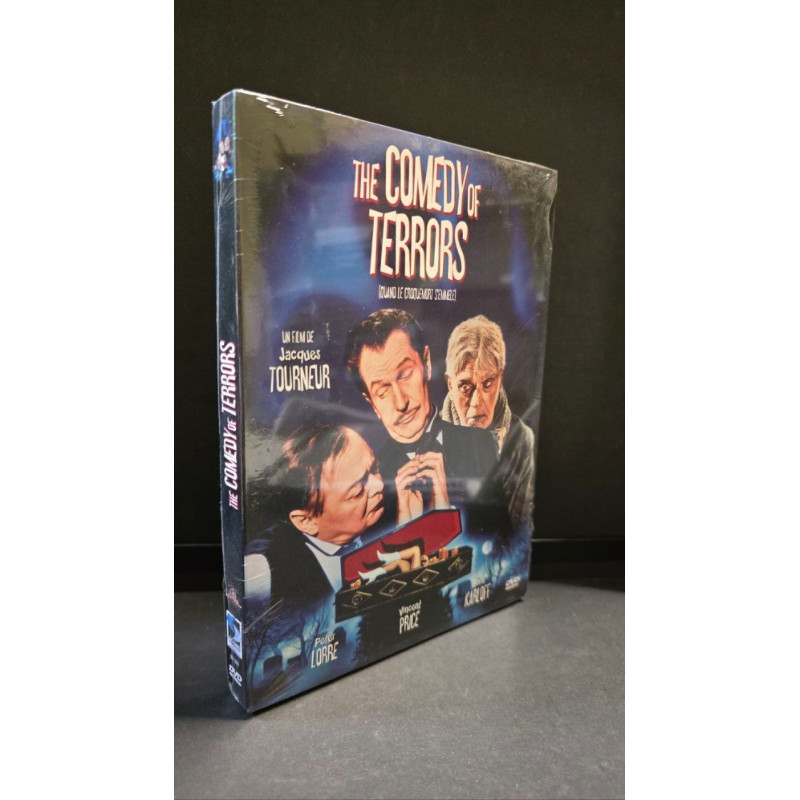 THE COMEDY OF
TERRORS
(QUAND LE CROQUEMORT S'EMMÊLE)
UN FILM DE
Jacques
TOURNEUR
Peter
LORRE
Vincent
PRICE
KARLOFF
DVD
THE COMEDY OF TERRORS
DVD